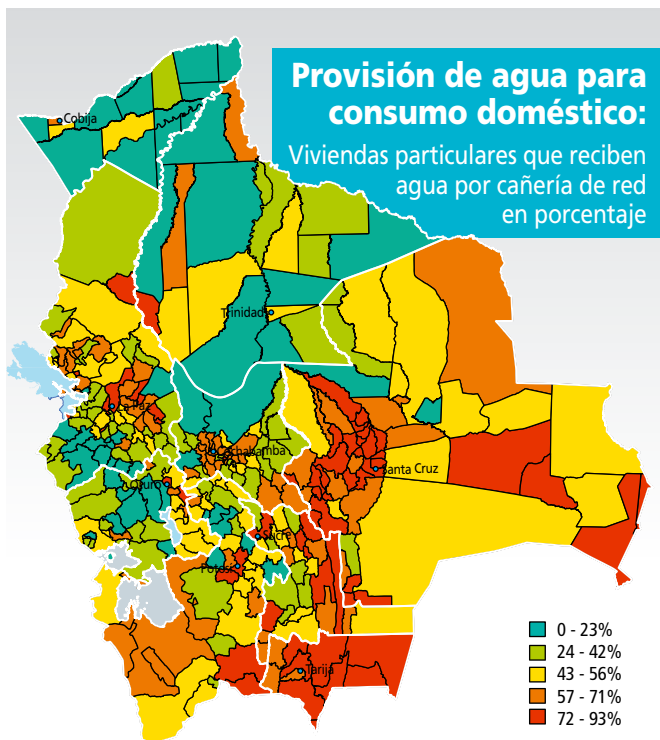 Provisión de agua para
consumo doméstico:
Viviendas particulares que reciben
agua por cañería de red
en porcentaje
Cobija
Trinidad
La Paz
Cochabamba
Santa Cruz
Oruro
Sucre
Potosí
Tarija
0 - 23%
24 - 42%
43 - 56%
57 - 71%
72 - 93%